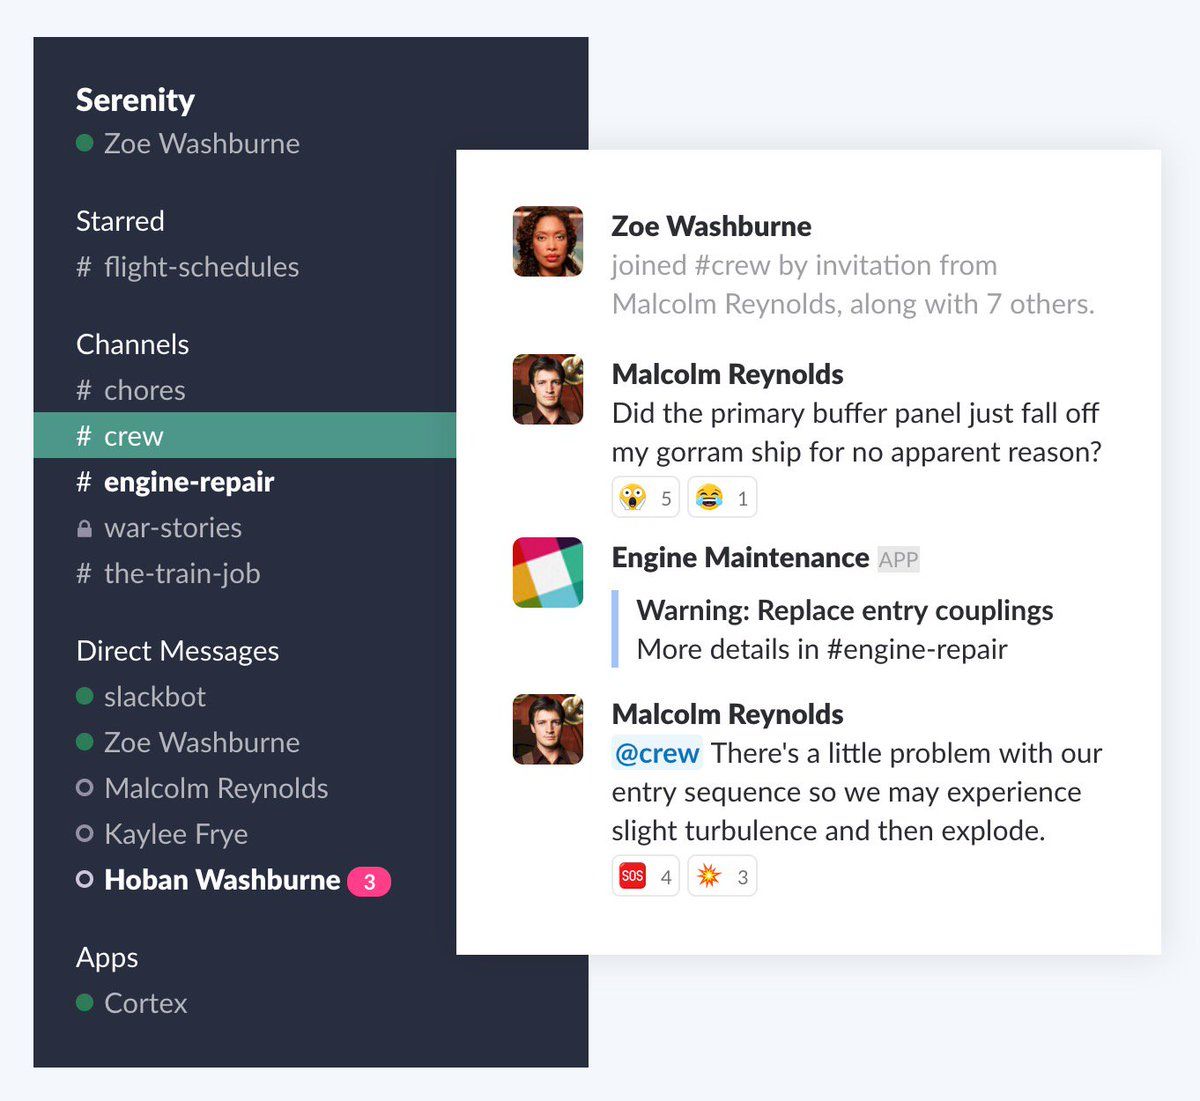 Serenity
Zoe Washburne
Starred
# flight-schedules
Channels
# chores
# crew
# engine-repair
war-stories
# the-train-job
Direct Messages
slackbot
Zoe Washburne
Malcolm Reynolds
Kaylee Frye
Hoban Washburne 3
Apps
Cortex
Zoe Washburne
joined #crew by invitation from
Malcolm Reynolds, along with 7 others.
Malcolm Reynolds
Did the primary buffer panel just fall off
my gorram ship for no apparent reason?
5 1
Engine Maintenance APP
Warning: Replace entry couplings
More details in #engine-repair
Malcolm Reynolds
@crew There's a little problem with our
entry sequence so we may experience
slight turbulence and then explode.
SOS 4 3